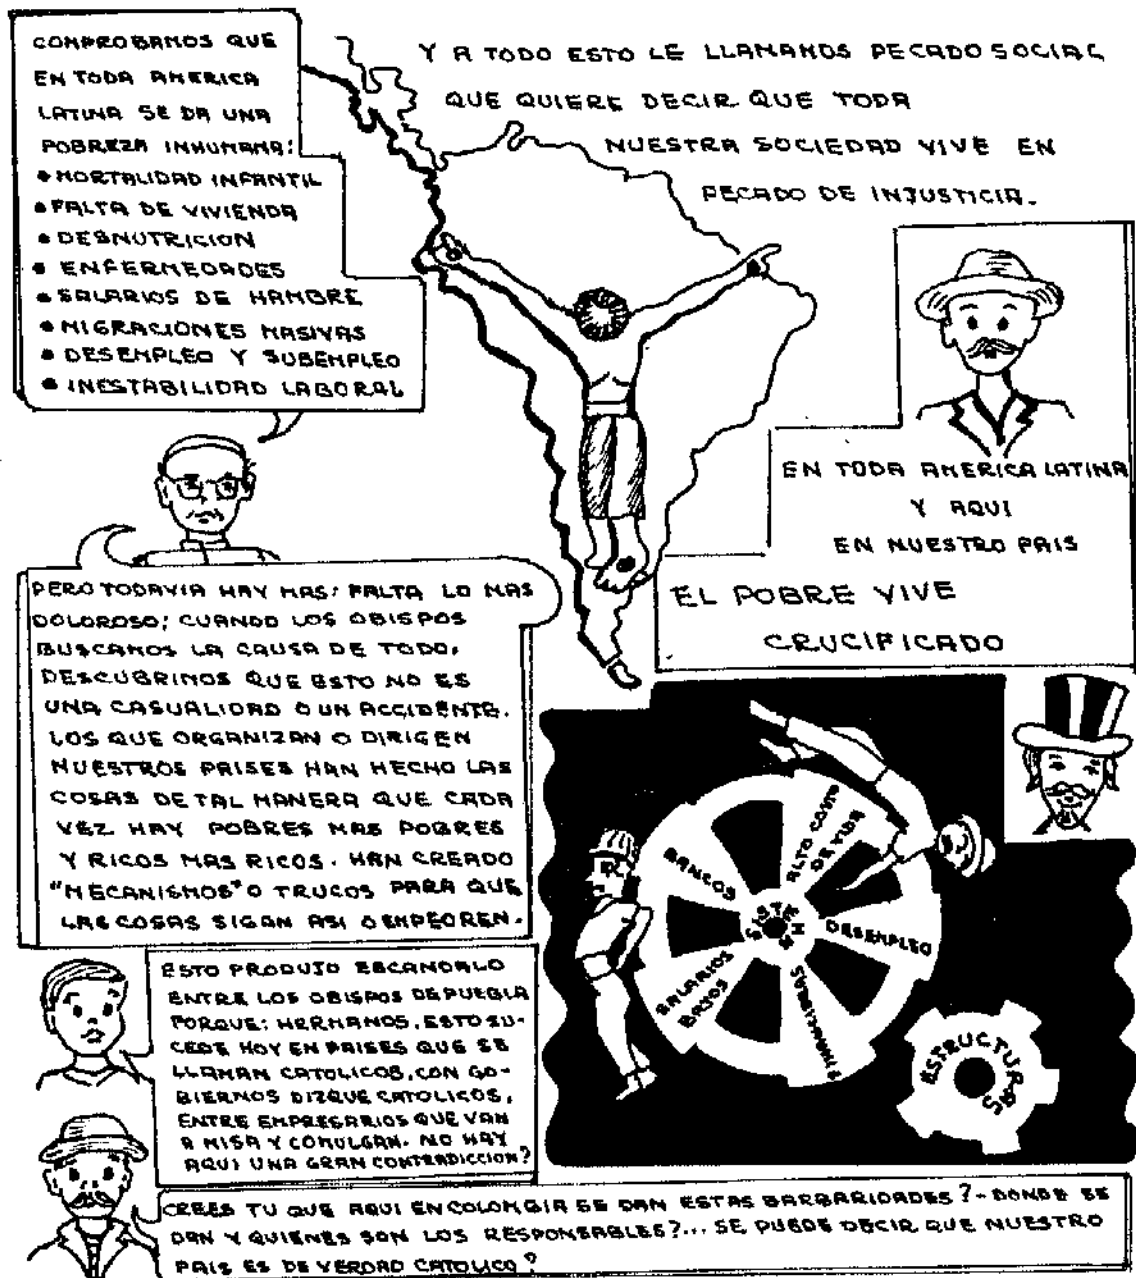 COMPROBAMOS QUE
EN TODA AMERICA
LATINA SE DA UNA
POBREZA INHUMANA:
• MORTALIDAD INFANTIL
• FALTA DE VIVIENDA
• DESNUTRICION
• ENFERMEDADES
• SALARIOS DE HAMBRE
• MIGRACIONES MASIVAS
• DESEMPLEO Y SUBEMPLEO
• INESTABILIDAD LABORAL
Y A TODO ESTO LE LLAMAMOS PECADO SOCIAL
QUE QUIERE DECIR QUE TODA
NUESTRA SOCIEDAD VIVE EN
PECADO DE INJUSTICIA.
EN TODA AMERICA LATINA
Y AQUI
EN NUESTRO PAIS
EL POBRE VIVE
CRUCIFICADO
PERO TODAVIA HAY MAS: FALTA LO MAS
DOLOROSO; CUANDO LOS OBISPOS
BUSCAMOS LA CAUSA DE TODO,
DESCUBRIMOS QUE ESTO NO ES
UNA CASUALIDAD O UN ACCIDENTE.
LOS QUE ORGANIZAN O DIRIGEN
NUESTROS PAISES HAN HECHO LAS
COSAS DE TAL MANERA QUE CADA
VEZ HAY POBRES MAS POBRES
Y RICOS MAS RICOS. HAN CREADO
"MECANISMOS" O TRUCOS PARA QUE
LAS COSAS SIGAN ASI O EMPEOREN.
BANCOS
ALTO COSTO
DE VIDA
DESEMPLEO
FINANCIERAS
SALARIOS
BAJOS
SISTEMA
ESTRUCTURAS
ESTO PRODUJO ESCANDALO
ENTRE LOS OBISPOS DE PUEBLA
PORQUE: HERMANOS, ESTO SU-
CEDE HOY EN PAISES QUE SE
LLAMAN CATOLICOS, CON GO-
BIERNOS DIZQUE CATOLICOS,
ENTRE EMPRESARIOS QUE VAN
A MISA Y COMULGAN. NO HAY
AQUI UNA GRAN CONTRADICCION?
CREES TU QUE AQUI EN COLOMBIA SE DAN ESTAS BARBARIDADES?- DONDE SE
DAN Y QUIENES SON LOS RESPONSABLES?... SE PUEDE DECIR QUE NUESTRO
PAIS ES DE VERDAD CATOLICO?